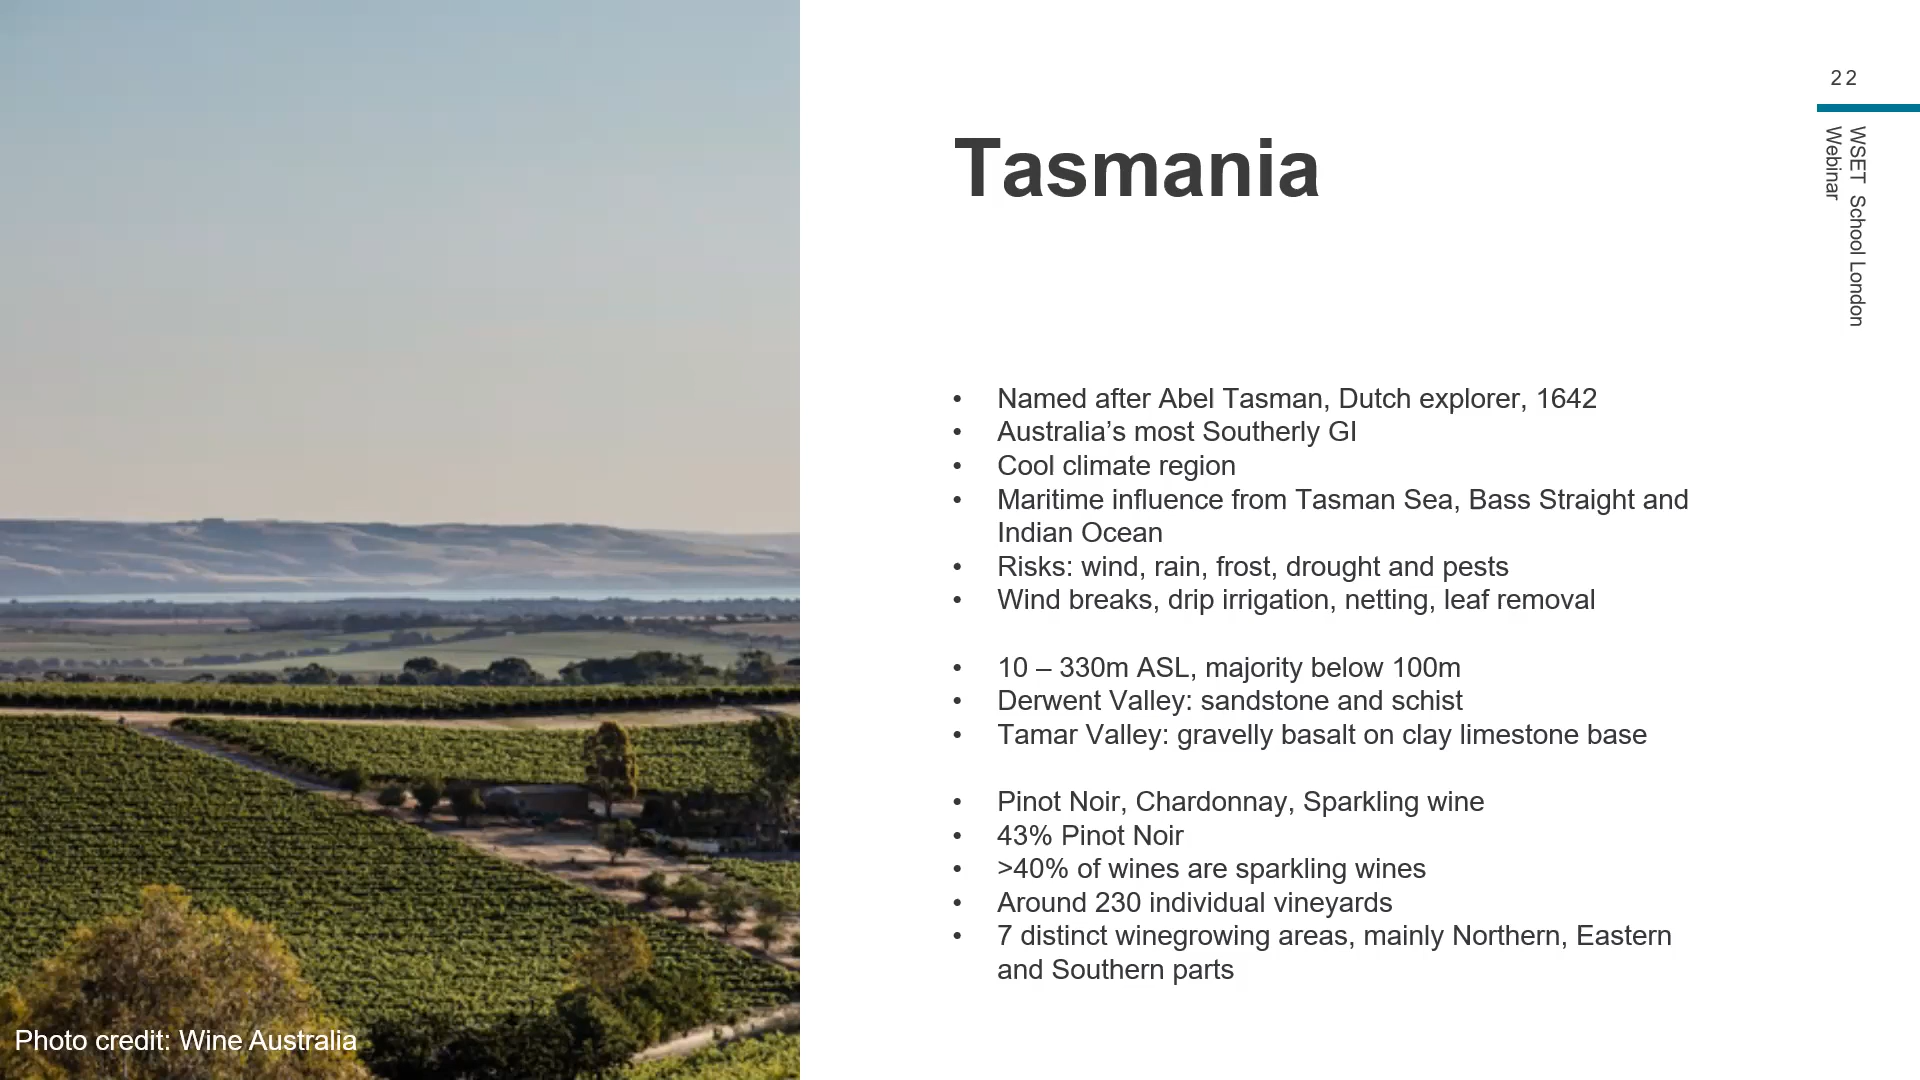 22
WSET School London
Webinar
Tasmania
• Named after Abel Tasman, Dutch explorer, 1642
• Australia’s most Southerly GI
• Cool climate region
• Maritime influence from Tasman Sea, Bass Straight and
Indian Ocean
• Risks: wind, rain, frost, drought and pests
• Wind breaks, drip irrigation, netting, leaf removal
• 10 – 330m ASL, majority below 100m
• Derwent Valley: sandstone and schist
• Tamar Valley: gravelly basalt on clay limestone base
• Pinot Noir, Chardonnay, Sparkling wine
• 43% Pinot Noir
• >40% of wines are sparkling wines
• Around 230 individual vineyards
• 7 distinct winegrowing areas, mainly Northern, Eastern
and Southern parts
Photo credit: Wine Australia